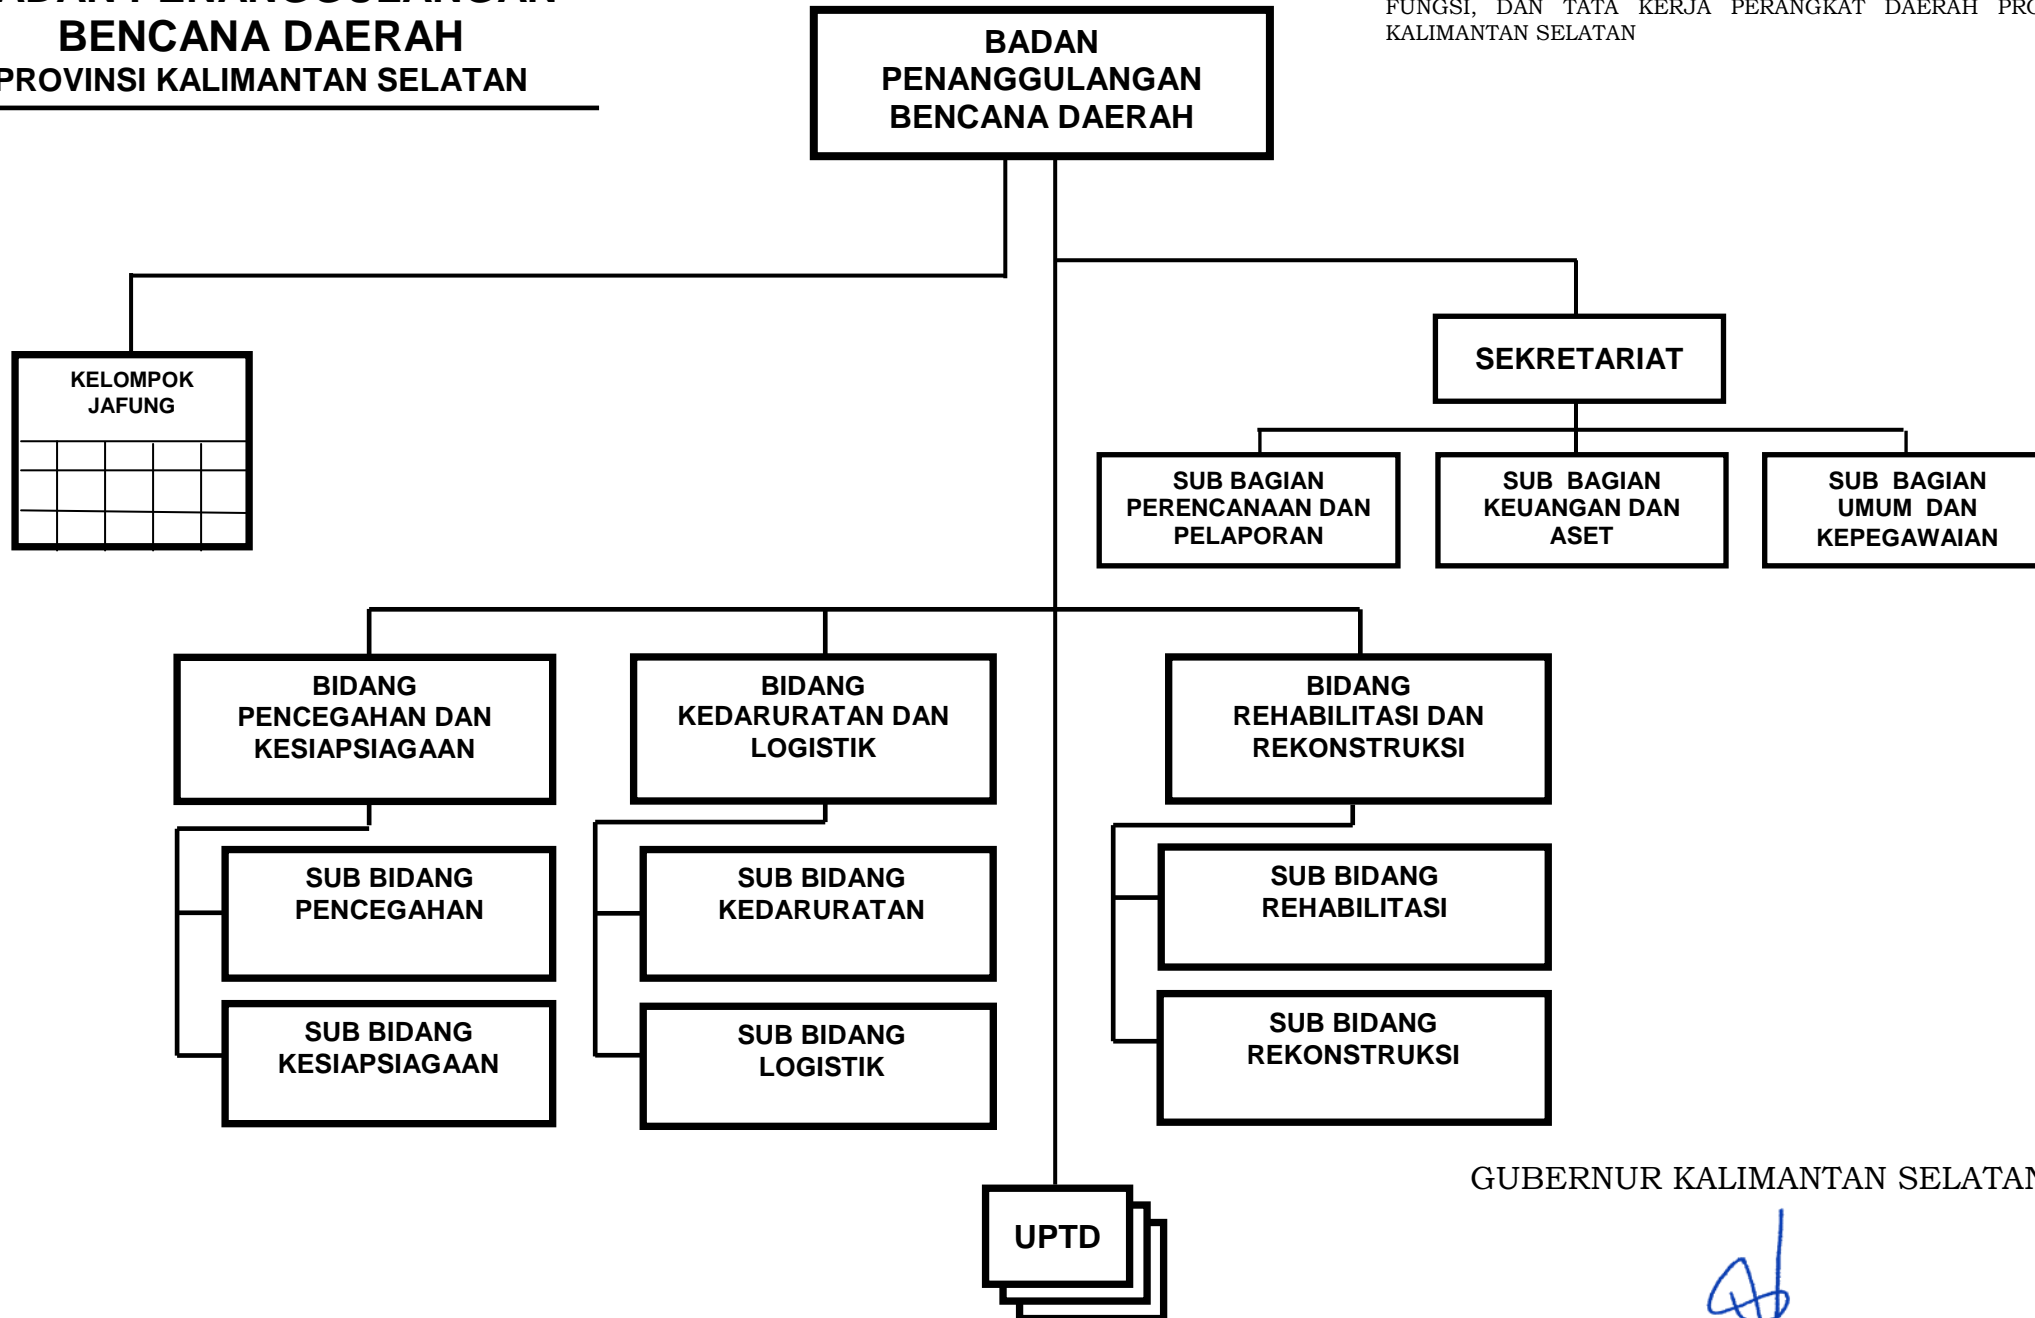 BENCANA DAERAH
PROVINSI KALIMANTAN SELATAN
BADAN
PENANGGULANGAN
BENCANA DAERAH
FUNGSI, DAN TATA KERJA PERANGKAT DAERAH
KALIMANTAN SELATAN
KELOMPOK
JAFUNG
SEKRETARIAT
SUB BAGIAN
PERENCANAAN DAN
PELAPORAN
SUB BAGIAN
KEUANGAN DAN
ASET
SUB BAGIAN
UMUM DAN
KEPEGAWAIAN
BIDANG
PENCEGAHAN DAN
KESIAPSIAGAAN
BIDANG
KEDARURATAN DAN
LOGISTIK
BIDANG
REHABILITASI DAN
REKONSTRUKSI
SUB BIDANG
PENCEGAHAN
SUB BIDANG
KEDARURATAN
SUB BIDANG
REHABILITASI
SUB BIDANG
KESIAPSIAGAAN
SUB BIDANG
LOGISTIK
SUB BIDANG
REKONSTRUKSI
UPTD
GUBERNUR KALIMANTAN SELATAN